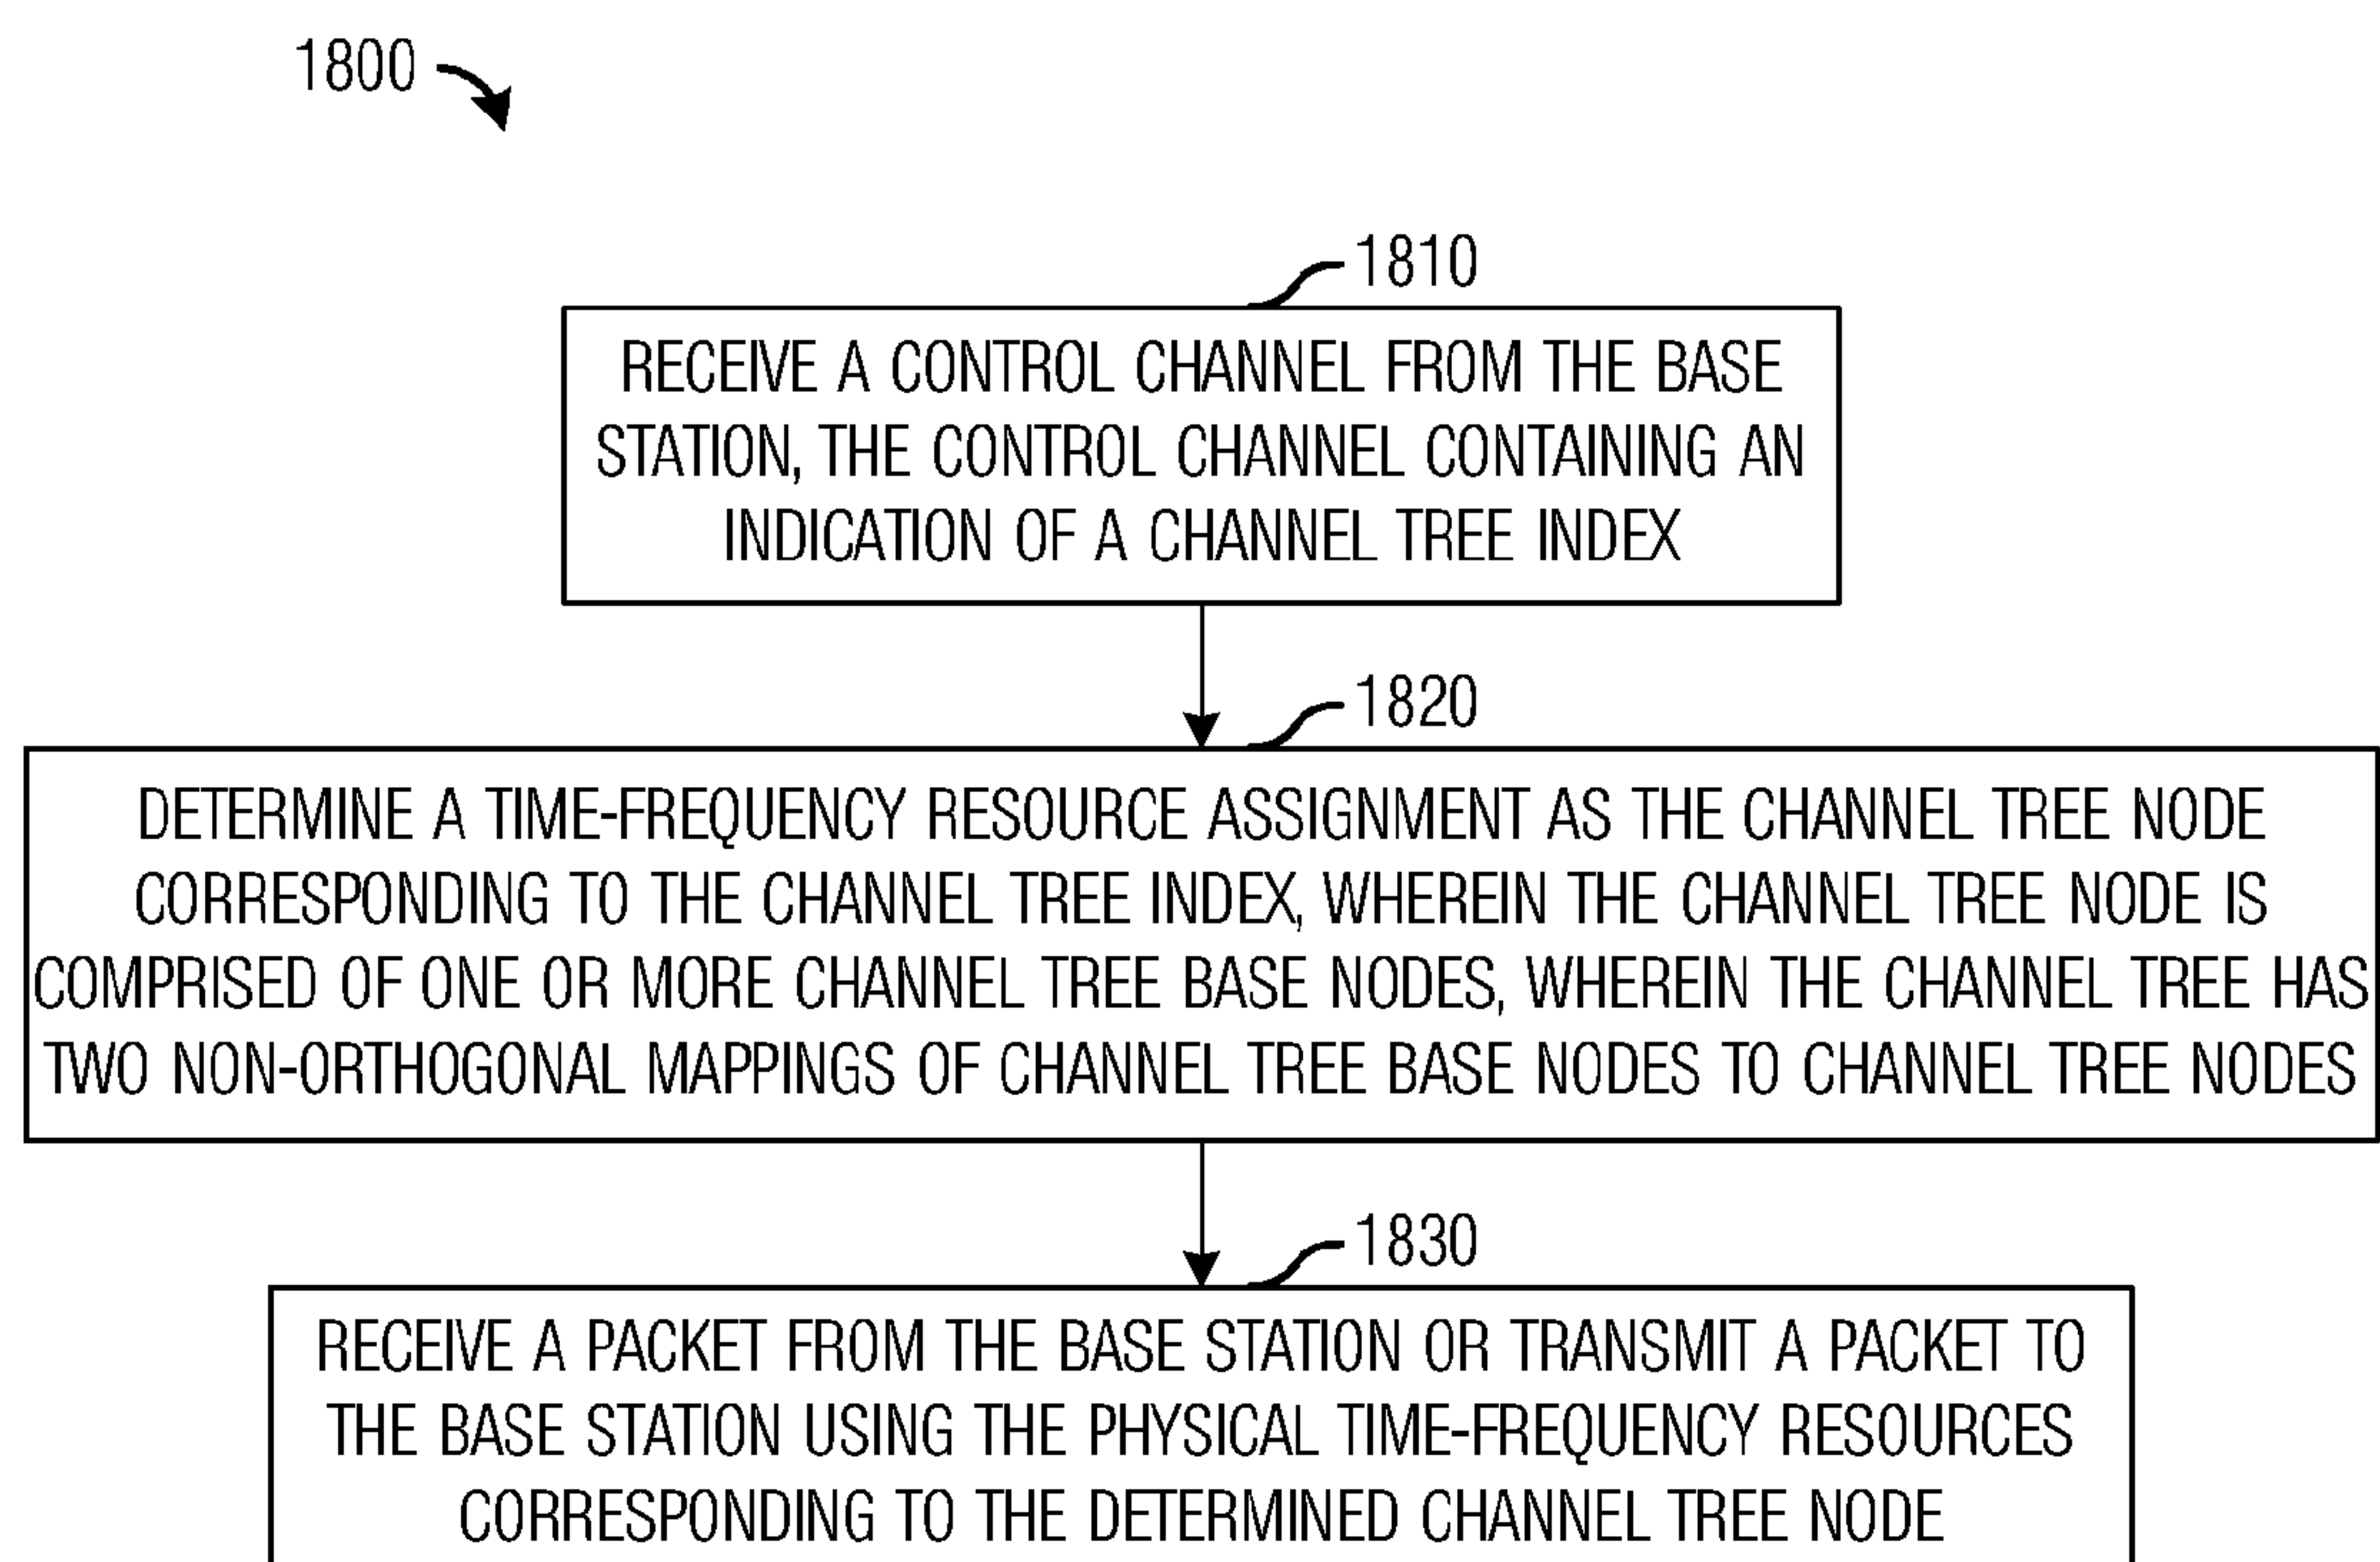 1800
1810
RECEIVE A CONTROL CHANNEL FROM THE BASE
STATION, THE CONTROL CHANNEL CONTAINING AN
INDICATION OF A CHANNEL TREE INDEX
1820
DETERMINE A TIME-FREQUENCY RESOURCE ASSIGNMENT AS THE CHANNEL TREE NODE
CORRESPONDING TO THE CHANNEL TREE INDEX, WHEREIN THE CHANNEL TREE NODE IS
COMPRISED OF ONE OR MORE CHANNEL TREE BASE NODES, WHEREIN THE CHANNEL TREE HAS
TWO NON-ORTHOGONAL MAPPINGS OF CHANNEL TREE BASE NODES TO CHANNEL TREE NODES
1830
RECEIVE A PACKET FROM THE BASE STATION OR TRANSMIT A PACKET TO
THE BASE STATION USING THE PHYSICAL TIME-FREQUENCY RESOURCES
CORRESPONDING TO THE DETERMINED CHANNEL TREE NODE